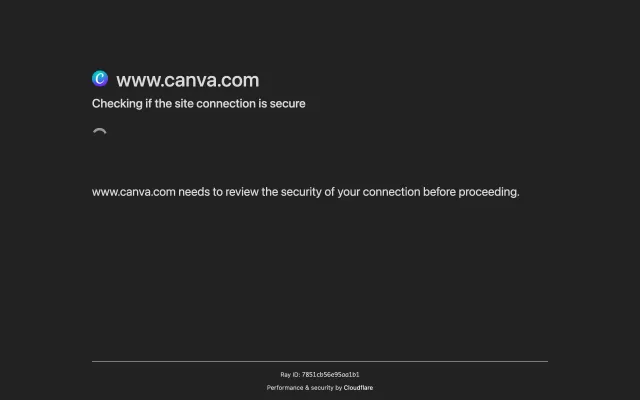 www.canva.com
Checking if the site connection is secure
www.canva.com needs to review the security of your connection before proceeding.
Ray ID: 7851cb56e95aa1b1
Performance & security by Cloudflare